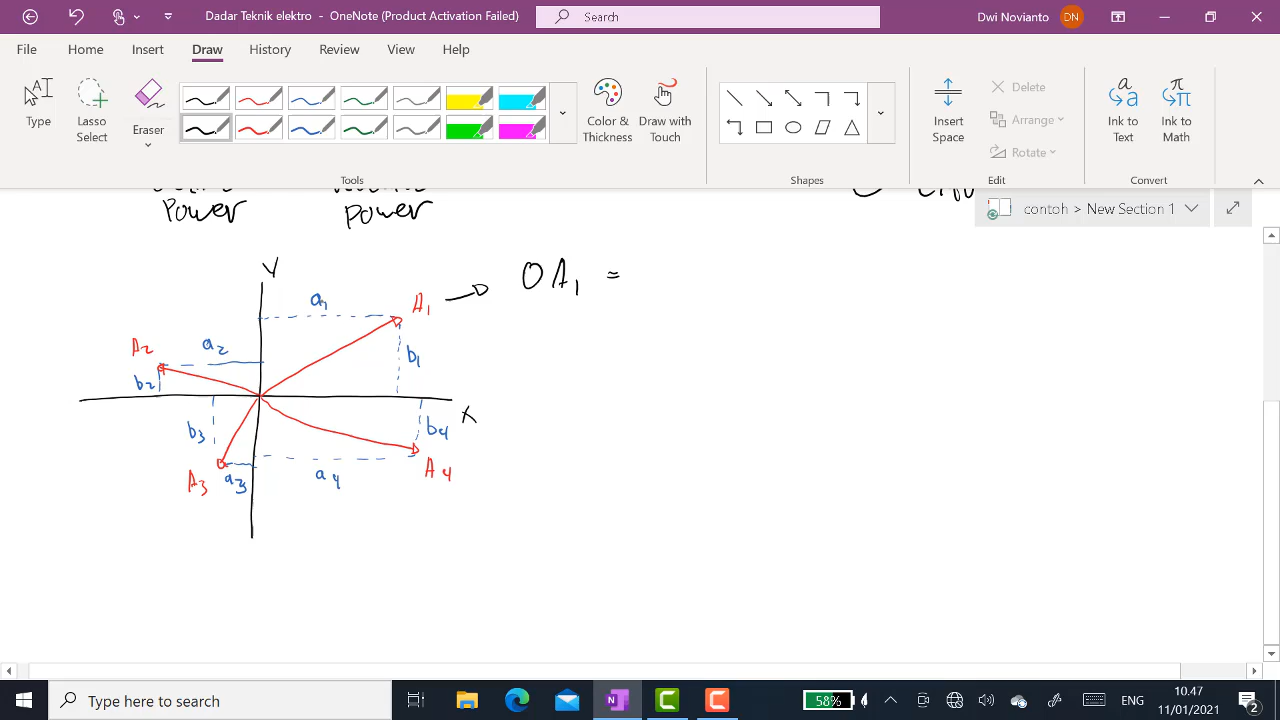 Dadar Teknik elektro - OneNote (Product Activation Failed)
Search
Dwi Novianto DN
File Home Insert Draw History Review View Help
Type
Lasso Select
Eraser
Color & Thickness
Draw with Touch
Insert Space
Delete
Arrange
Rotate
Ink to Text
Ink to Math
Tools Shapes Edit Convert
contoh > New Section 1
Power power
Y
OA1 =
a1
A1
A2
a2
b1
b2
X
b3
b4
A3
a3
a4
A4
Type here to search
58%
ENG
10.47
11/01/2021
2